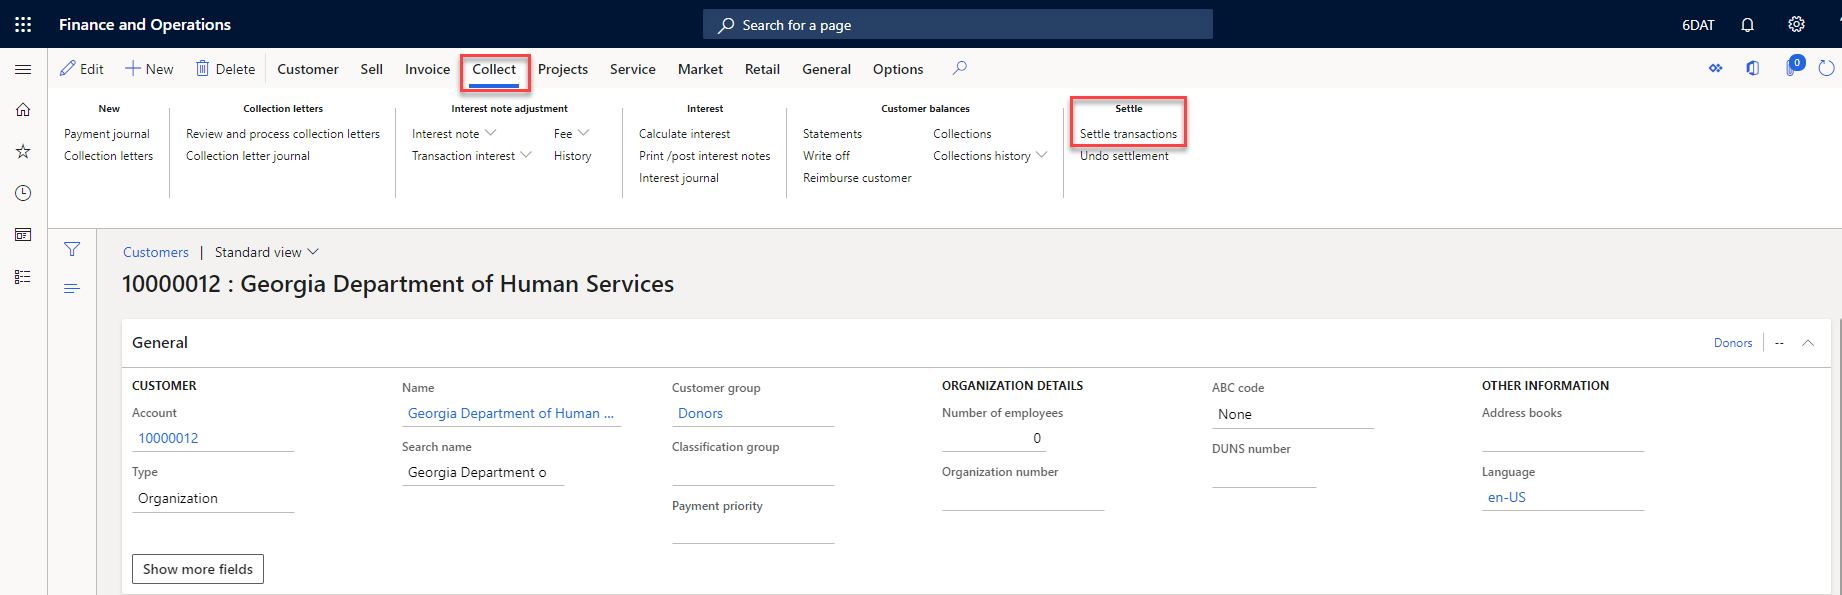 Finance and Operations
Search for a page
6DAT
Edit New Delete Customer Sell Invoice Collect Projects Service Market Retail General Options
0
New
Payment journal
Collection letters
Collection letters
Review and process collection letters
Collection letter journal
Interest note adjustment
Interest note Fee
Transaction interest History
Interest
Calculate interest
Print /post interest notes
Interest journal
Customer balances
Statements Collections
Write off Collections history
Reimburse customer
Settle
Settle transactions
Undo settlement
Customers | Standard view
10000012 : Georgia Department of Human Services
General
Donors --
CUSTOMER
Account
10000012
Type
Organization
Name
Georgia Department of Human ...
Search name
Georgia Department o
Customer group
Donors
Classification group
Payment priority
ORGANIZATION DETAILS
Number of employees
0
Organization number
ABC code
None
DUNS number
OTHER INFORMATION
Address books
Language
en-US
Show more fields